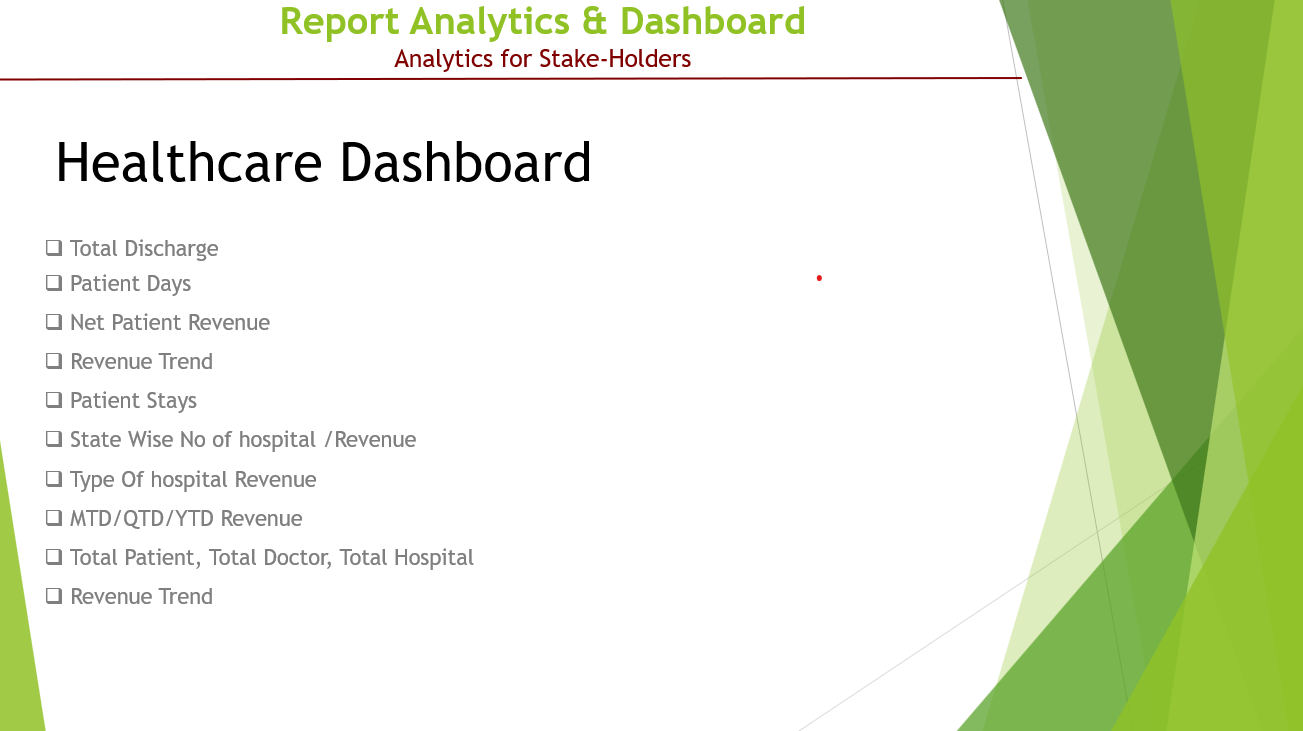 Report Analytics & Dashboard
Analytics for Stake-Holders
Healthcare Dashboard
❑ Total Discharge
❑ Patient Days
❑ Net Patient Revenue
❑ Revenue Trend
❑ Patient Stays
❑ State Wise No of hospital /Revenue
❑ Type Of hospital Revenue
❑ MTD/QTD/YTD Revenue
❑ Total Patient, Total Doctor, Total Hospital
❑ Revenue Trend